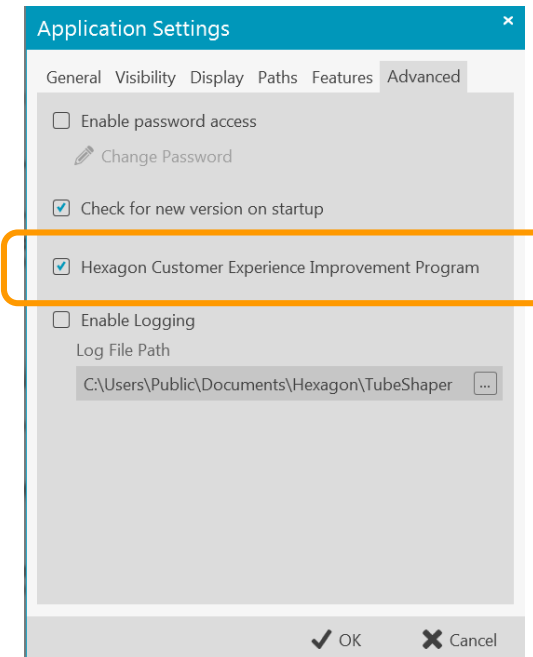 Application Settings
General Visibility Display Paths Features Advanced
Enable password access
Change Password
Check for new version on startup
Hexagon Customer Experience Improvement Program
Enable Logging
Log File Path
C:\Users\Public\Documents\Hexagon\TubeShaper ...
OK Cancel